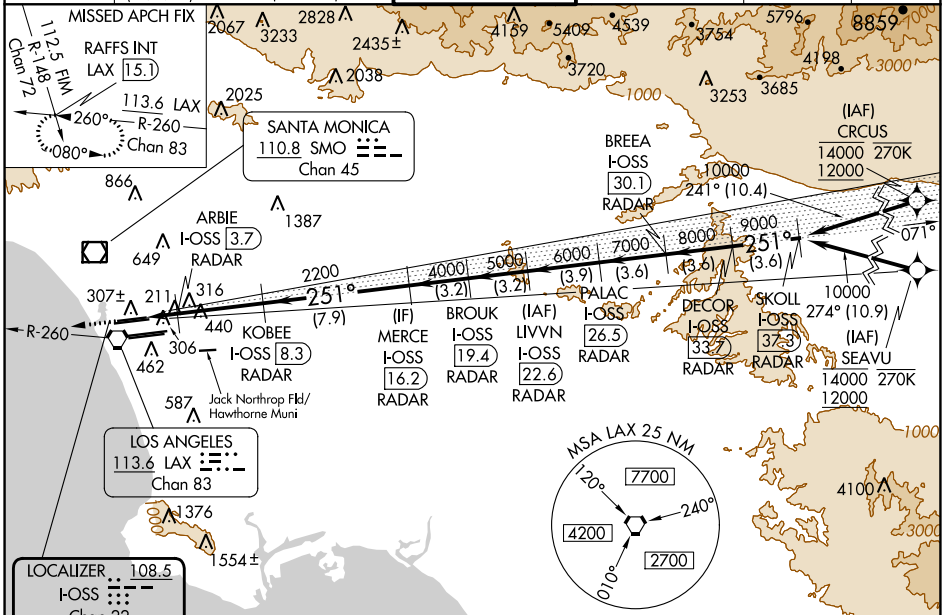 MISSED APCH FIX
112.5 FIM
R-148
Chan 72
RAFFS INT
LAX 15.1
113.6 LAX
R-260
Chan 83
260°
080°
2067
3233
2828
2435±
2038
2025
4159
5409
4539
3720
3754
5796
8859
4198
3253
3685
3000
1000
SANTA MONICA
110.8 SMO
Chan 45
866
1387
649
ARBIE
I-OSS 3.7
RADAR
BREEA
I-OSS
30.1
RADAR
10000
241° (10.4)
(IAF)
CRCUS
14000 270K
12000
071°
2200
251°
(7.9)
4000
(3.2)
5000
(3.2)
6000
(3.9)
7000
(3.6)
8000
(3.6)
9000
(3.6)
251°
10000
274° (10.9)
(IAF)
SEAVU
14000 270K
12000
307±
211
316
440
306
462
R-260
KOBEE
I-OSS 8.3
RADAR
(IF)
MERCE
I-OSS
16.2
RADAR
BROUK
I-OSS
19.4
RADAR
(IAF)
LIVVN
I-OSS
22.6
RADAR
PALAC
I-OSS
26.5
RADAR
DECOR
I-OSS
33.7
RADAR
SKOLL
I-OSS
37.3
RADAR
Jack Northrop Fld/
Hawthorne Muni
587
LOS ANGELES
113.6 LAX
Chan 83
1376
1554±
MSA LAX 25 NM
120°
7700
240°
4200
2700
010°
1000
4100
3000
LOCALIZER 108.5
I-OSS
Chan 22